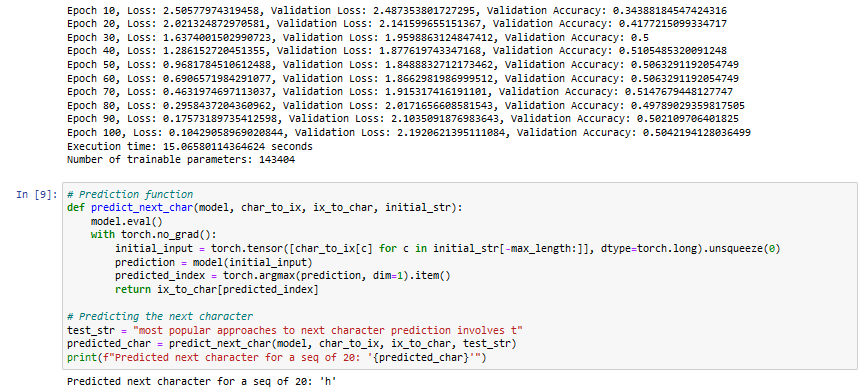 Epoch 10, Loss: 2.50577974319458, Validation Loss: 2.487353801727295, Validation Accuracy: 0.34388184547424316
Epoch 20, Loss: 2.021324872970581, Validation Loss: 2.141599655151367, Validation Accuracy: 0.4177215099334717
Epoch 30, Loss: 1.6374001502990723, Validation Loss: 1.9598863124847412, Validation Accuracy: 0.5
Epoch 40, Loss: 1.286152720451355, Validation Loss: 1.877619743347168, Validation Accuracy: 0.5105485320091248
Epoch 50, Loss: 0.9681784510612488, Validation Loss: 1.8488832712173462, Validation Accuracy: 0.5063291192054749
Epoch 60, Loss: 0.6906571984291077, Validation Loss: 1.8662981986999512, Validation Accuracy: 0.5063291192054749
Epoch 70, Loss: 0.4631974697113037, Validation Loss: 1.915317416191101, Validation Accuracy: 0.5147679448127747
Epoch 80, Loss: 0.2958437204360962, Validation Loss: 2.0171656608581543, Validation Accuracy: 0.49789029359817505
Epoch 90, Loss: 0.17573189735412598, Validation Loss: 2.1035091876983643, Validation Accuracy: 0.502109706401825
Epoch 100, Loss: 0.10429058969020844, Validation Loss: 2.1920621395111084, Validation Accuracy: 0.5042194128036499
Execution time: 15.06580114364624 seconds
Number of trainable parameters: 143404
In [9]: # Prediction function
def predict_next_char(model, char_to_ix, ix_to_char, initial_str):
    model.eval()
    with torch.no_grad():
        initial_input = torch.tensor([char_to_ix[c] for c in initial_str[-max_length:]], dtype=torch.long).unsqueeze(0)
        prediction = model(initial_input)
        predicted_index = torch.argmax(prediction, dim=1).item()
        return ix_to_char[predicted_index]
# Predicting the next character
test_str = "most popular approaches to next character prediction involves t"
predicted_char = predict_next_char(model, char_to_ix, ix_to_char, test_str)
print(f"Predicted next character for a seq of 20: '{predicted_char}'")
Predicted next character for a seq of 20: 'h'